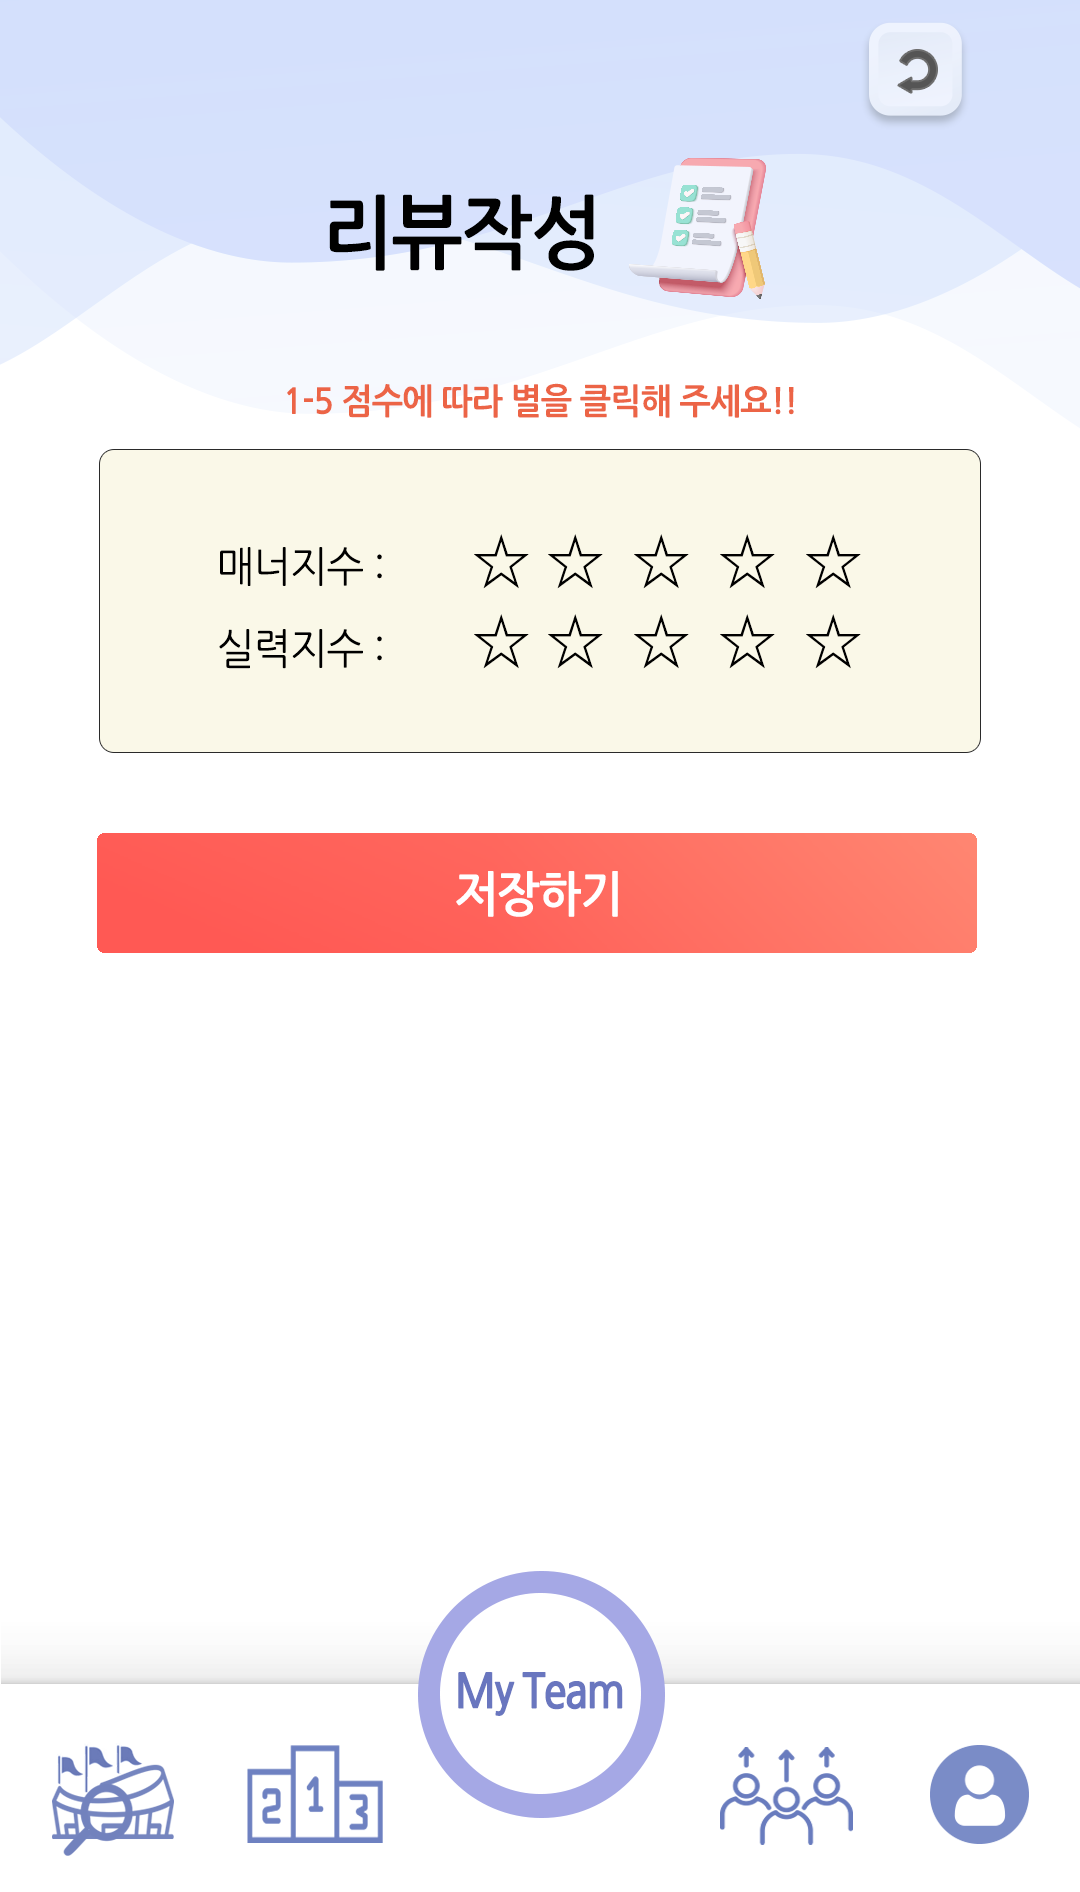 리뷰작성
1-5 점수에 따라 별을 클릭해 주세요!!
매너지수 : ☆ ☆ ☆ ☆ ☆
실력지수 : ☆ ☆ ☆ ☆ ☆
저장하기
My Team
2 1 3